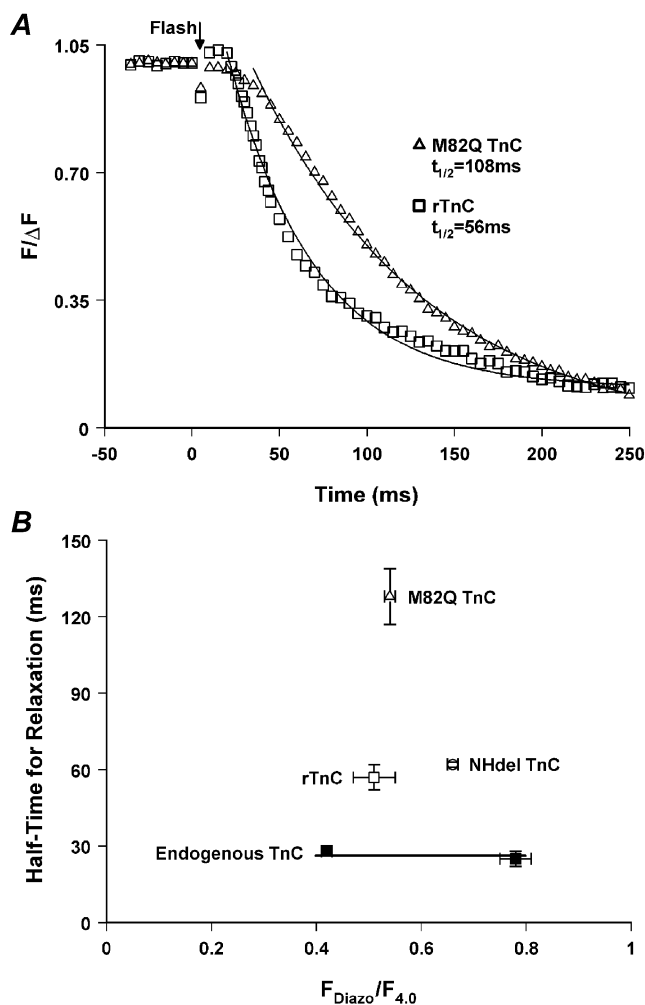 A
Flash
1.05
0.70
0.35
0
F/ΔF
M82Q TnC
t1/2=108ms
rTnC
t1/2=56ms
-50 0 50 100 150 200 250
Time (ms)
B
150
120
90
60
30
0
Half-Time for Relaxation (ms)
M82Q TnC
NHdel TnC
rTnC
Endogenous TnC
0 0.2 0.4 0.6 0.8 1
FDiazo/F4.0